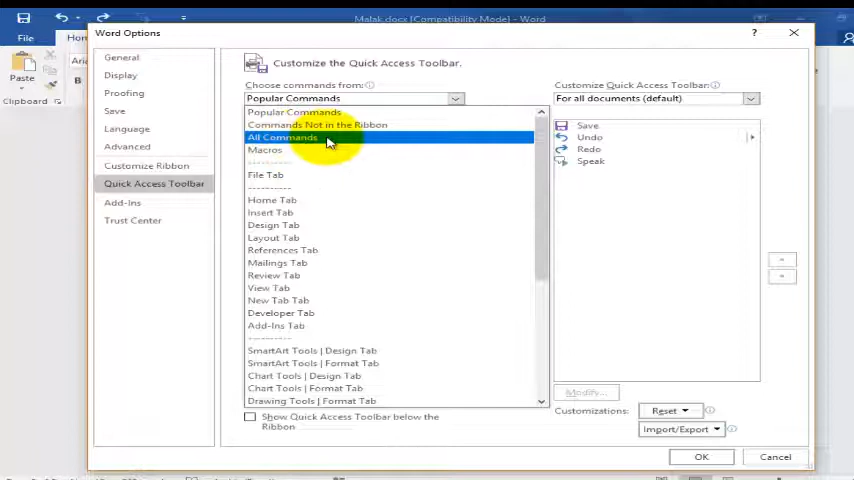 Malak.docx [Compatibility Mode] - Word
File
Paste
Clipboard
Word Options
?
General
Display
Proofing
Save
Language
Advanced
Customize Ribbon
Quick Access Toolbar
Add-Ins
Trust Center
Customize the Quick Access Toolbar.
Choose commands from:
Popular Commands
Popular Commands
Commands Not in the Ribbon
All Commands
Macros
----------
File Tab
----------
Home Tab
Insert Tab
Design Tab
Layout Tab
References Tab
Mailings Tab
Review Tab
View Tab
New Tab Tab
Developer Tab
Add-Ins Tab
----------
SmartArt Tools | Design Tab
SmartArt Tools | Format Tab
Chart Tools | Design Tab
Chart Tools | Format Tab
Drawing Tools | Format Tab
Show Quick Access Toolbar below the
Ribbon
Customize Quick Access Toolbar:
For all documents (default)
Save
Undo
Redo
Speak
Modify...
Customizations:
Reset
Import/Export
OK
Cancel